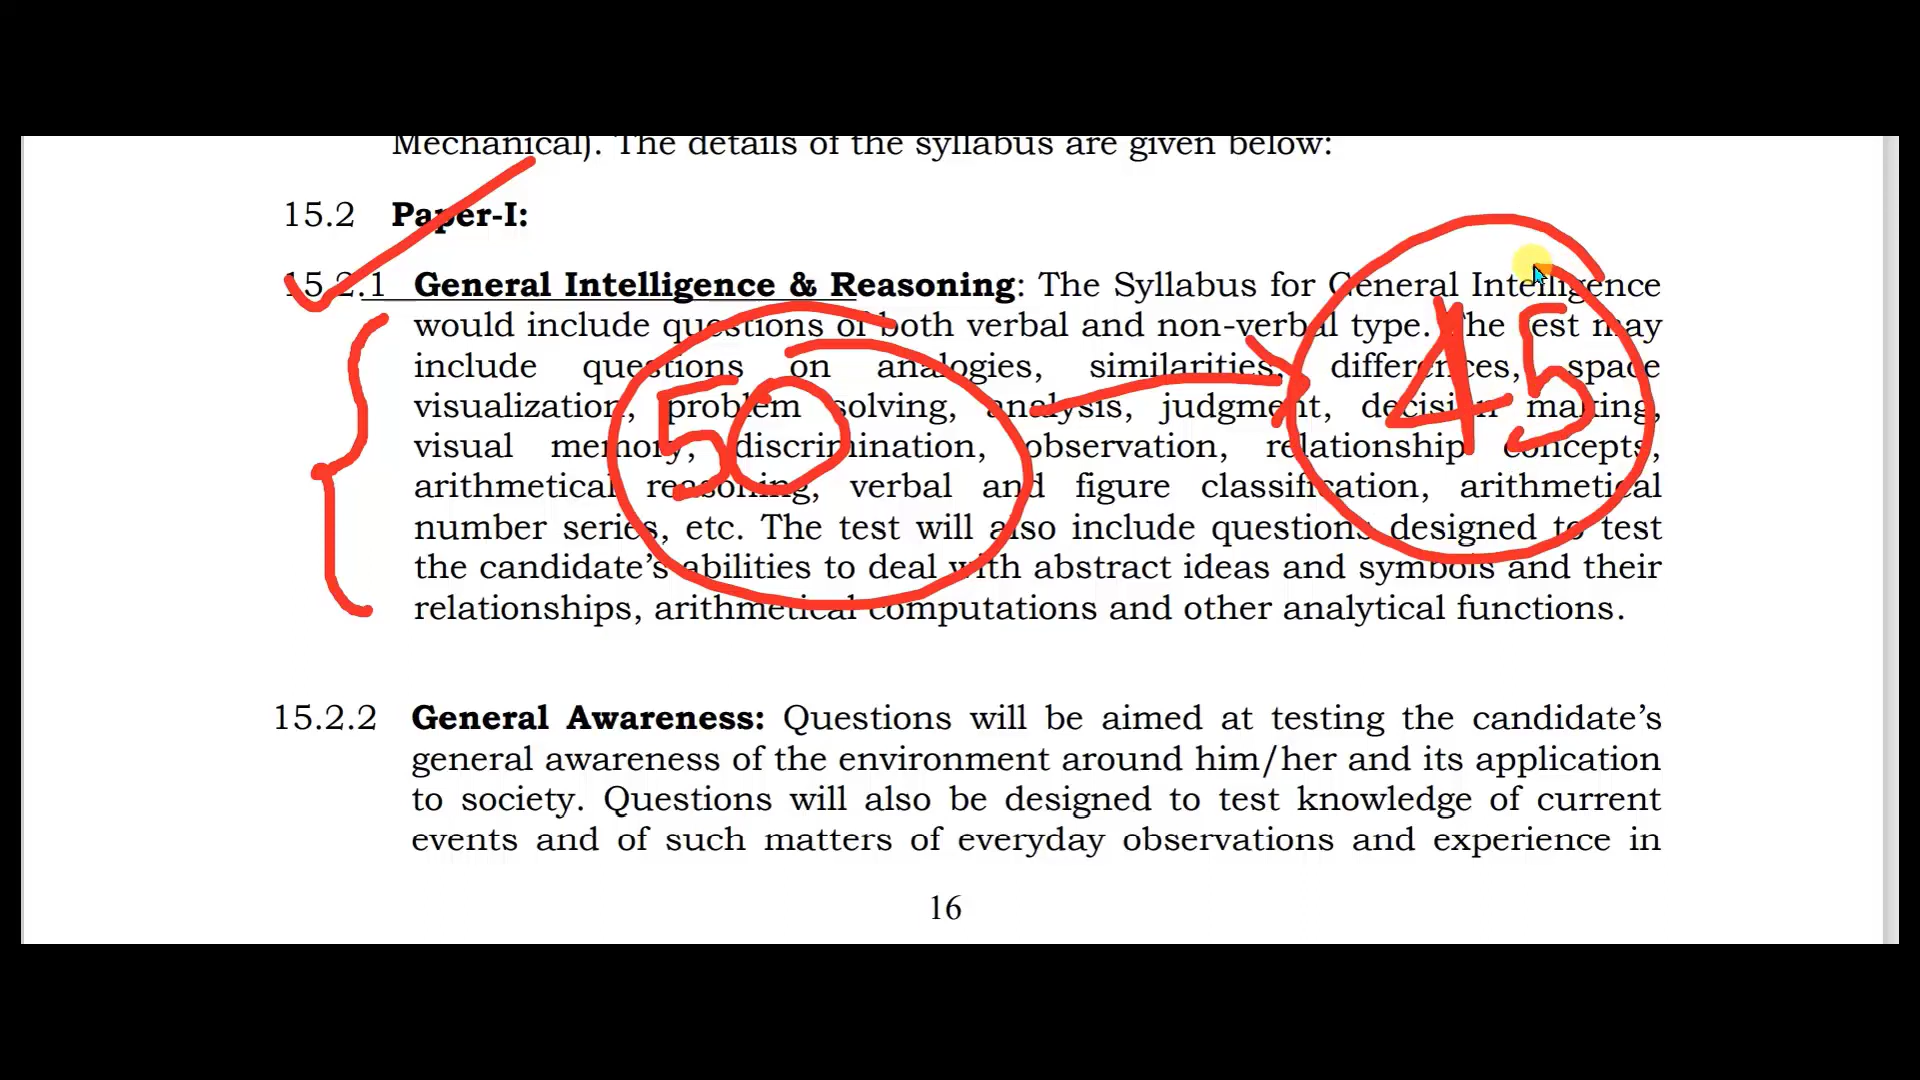 Mechanical). The details of the syllabus are given below:
15.2 Paper-I:
15.2.1 General Intelligence & Reasoning: The Syllabus for General Intelligence
would include questions of both verbal and non-verbal type. The test may
include questions on analogies, similarities, differences, space
visualization, problem solving, analysis, judgment, decision making,
visual memory, discrimination, observation, relationship concepts,
arithmetical reasoning, verbal and figure classification, arithmetical
number series, etc. The test will also include questions designed to test
the candidate’s abilities to deal with abstract ideas and symbols and their
relationships, arithmetical computations and other analytical functions.
50
45
15.2.2 General Awareness: Questions will be aimed at testing the candidate’s
general awareness of the environment around him/her and its application
to society. Questions will also be designed to test knowledge of current
events and of such matters of everyday observations and experience in
16